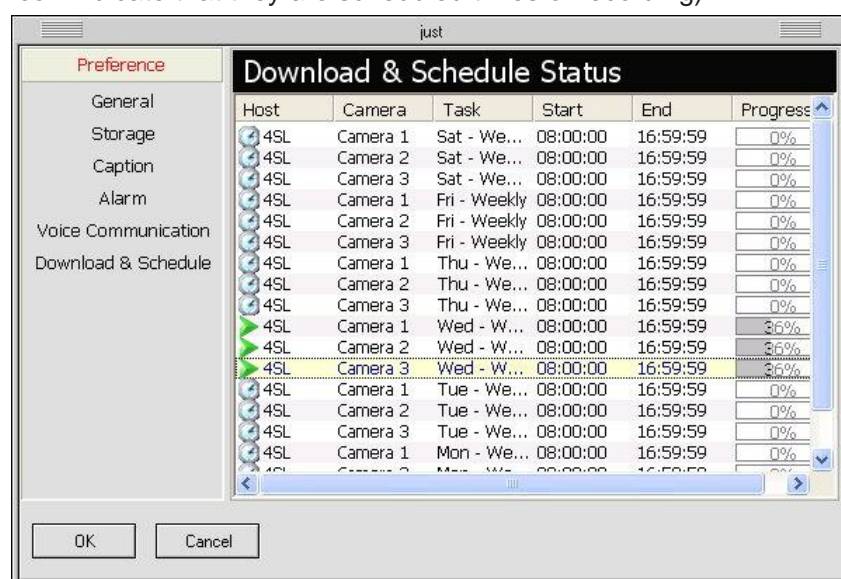 just
Preference
General
Storage
Caption
Alarm
Voice Communication
Download & Schedule
Download & Schedule Status
Host Camera Task Start End Progress
4SL Camera 1 Sat - We... 08:00:00 16:59:59 0%
4SL Camera 2 Sat - We... 08:00:00 16:59:59 0%
4SL Camera 3 Sat - We... 08:00:00 16:59:59 0%
4SL Camera 1 Fri - Weekly 08:00:00 16:59:59 0%
4SL Camera 2 Fri - Weekly 08:00:00 16:59:59 0%
4SL Camera 3 Fri - Weekly 08:00:00 16:59:59 0%
4SL Camera 1 Thu - We... 08:00:00 16:59:59 0%
4SL Camera 2 Thu - We... 08:00:00 16:59:59 0%
4SL Camera 3 Thu - We... 08:00:00 16:59:59 0%
4SL Camera 1 Wed - W... 08:00:00 16:59:59 36%
4SL Camera 2 Wed - W... 08:00:00 16:59:59 36%
4SL Camera 3 Wed - W... 08:00:00 16:59:59 36%
4SL Camera 1 Tue - We... 08:00:00 16:59:59 0%
4SL Camera 2 Tue - We... 08:00:00 16:59:59 0%
4SL Camera 3 Tue - We... 08:00:00 16:59:59 0%
4SL Camera 1 Mon - We... 08:00:00 16:59:59 0%
OK Cancel